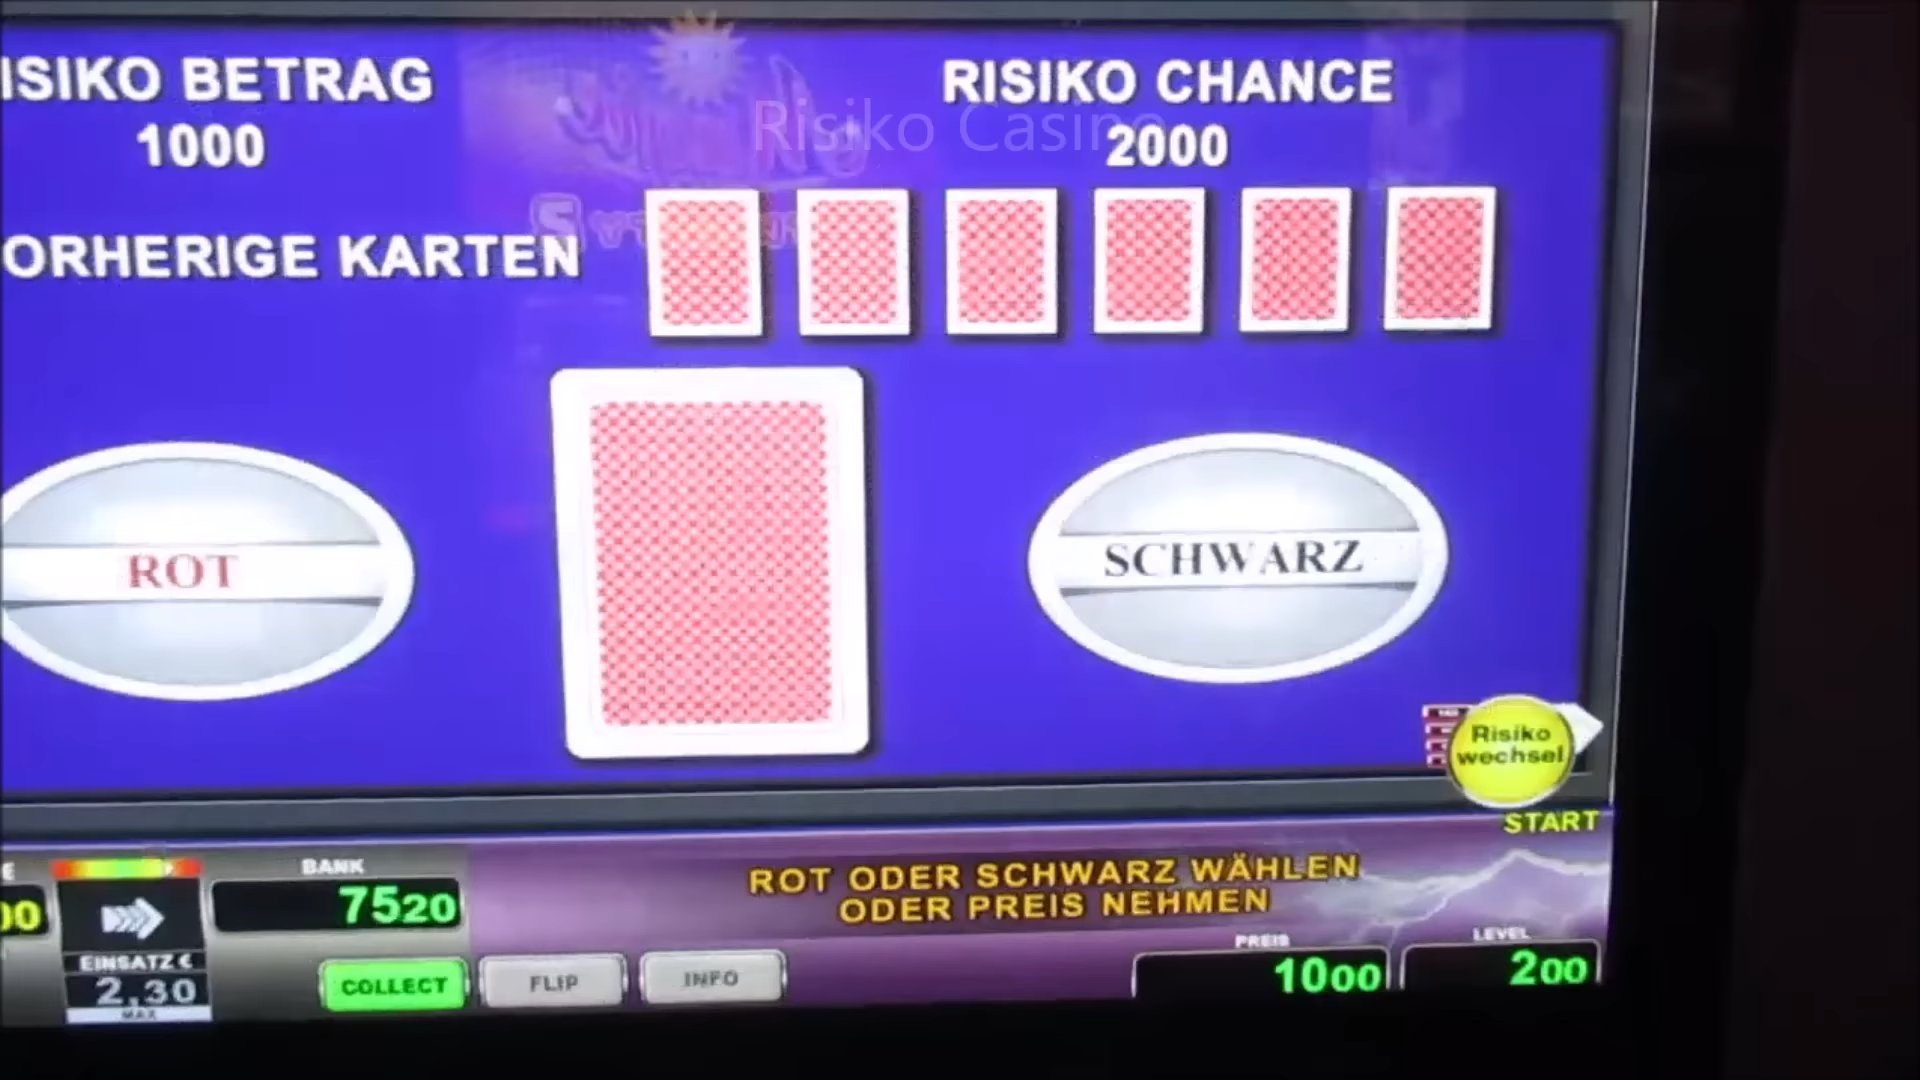 ISIKO BETRAG
1000
RISIKO CHANCE
2000
Risiko Casino
ORHERIGE KARTEN
ROT
SCHWARZ
Risiko
wechsel
START
€
00
BANK
7520
EINSATZ €
2,30
MAX
ROT ODER SCHWARZ WÄHLEN
ODER PREIS NEHMEN
COLLECT
FLIP
INFO
PREIS
1000
LEVEL
200